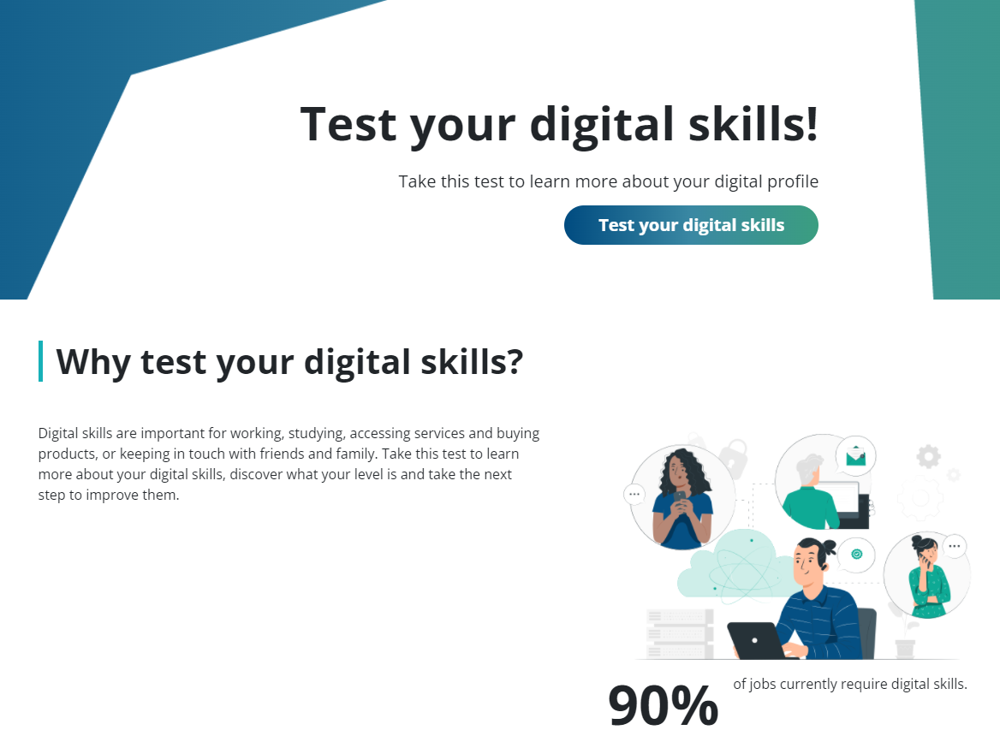 Test your digital skills!
Take this test to learn more about your digital profile
Test your digital skills
Why test your digital skills?
Digital skills are important for working, studying, accessing services and buying
products, or keeping in touch with friends and family. Take this test to learn
more about your digital skills, discover what your level is and take the next
step to improve them.
90% of jobs currently require digital skills.